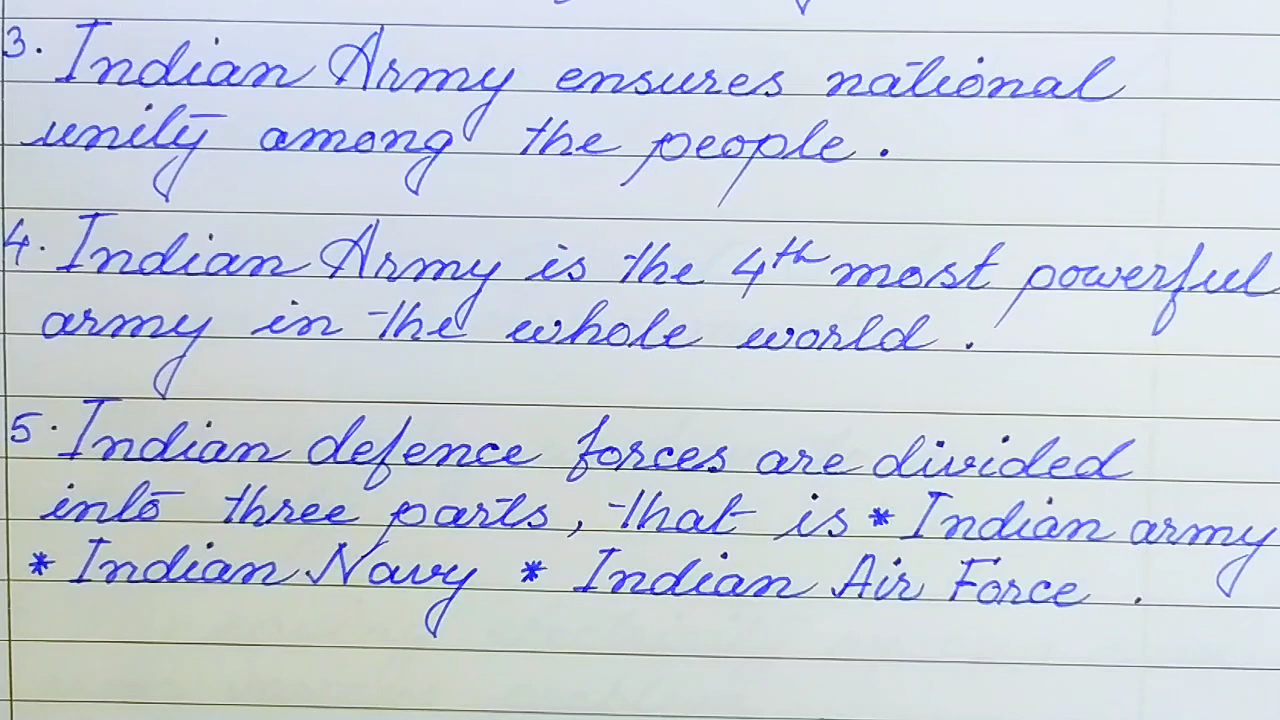 3. Indian Army ensures national
unity among the people.
4. Indian Army is the 4th most powerful
army in the whole world.
5. Indian defence forces are divided
into three parts, that is * Indian army
* Indian Navy * Indian Air Force.